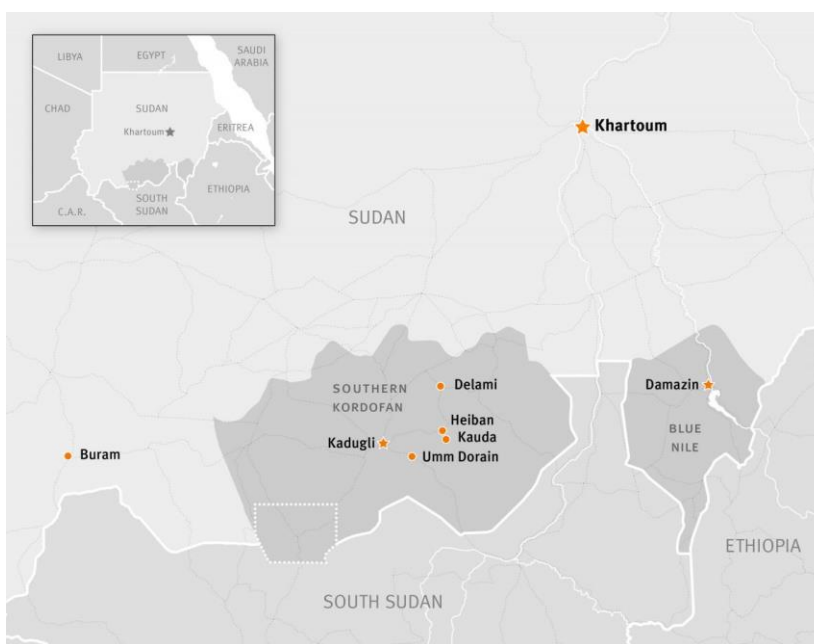 LIBYA
EGYPT
SAUDI
ARABIA
CHAD
SUDAN
Khartoum
ERITREA
ETHIOPIA
SOUTH
SUDAN
C.A.R.
Khartoum
SUDAN
SOUTHERN
KORDOFAN
Delami
Damazin
Heiban
Kauda
Kadugli
Umm Dorain
BLUE
NILE
Buram
ETHIOPIA
SOUTH SUDAN